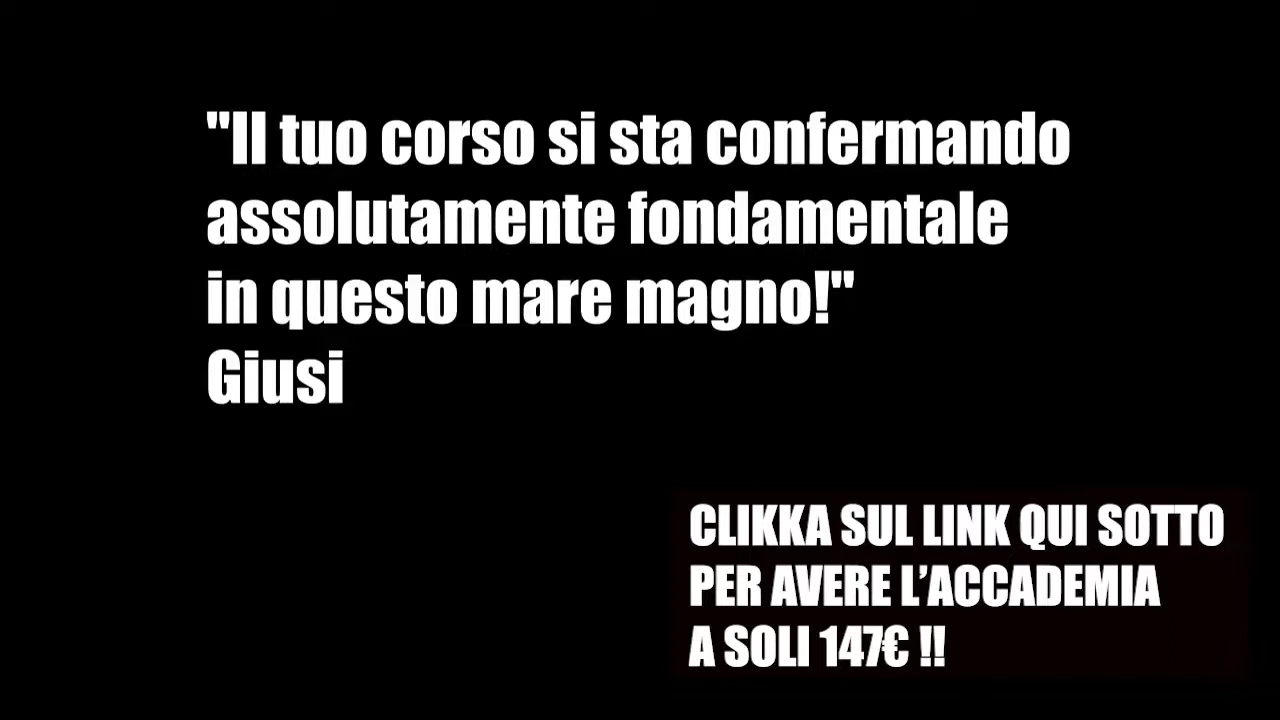 "Il tuo corso si sta confermando
assolutamente fondamentale
in questo mare magno!"
Giusi
CLIKKA SUL LINK QUI SOTTO
PER AVERE L’ACCADEMIA
A SOLI 147€ !!